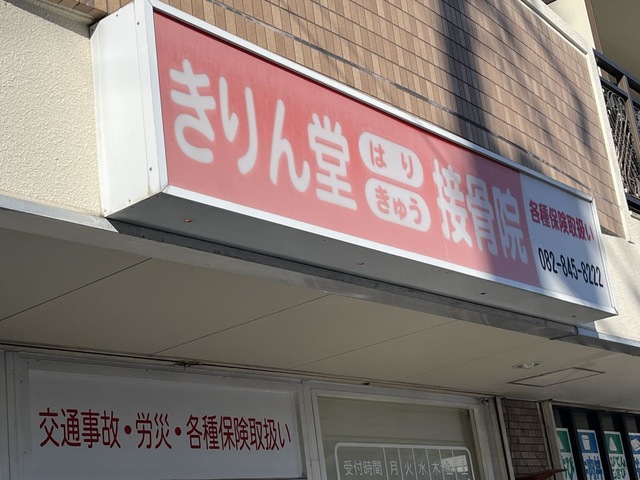 きりん堂 はり きゅう 接骨院
各種保険取扱い
082-845-8222
交通事故・労災・各種保険取扱い
受付時間 月 火 水 木